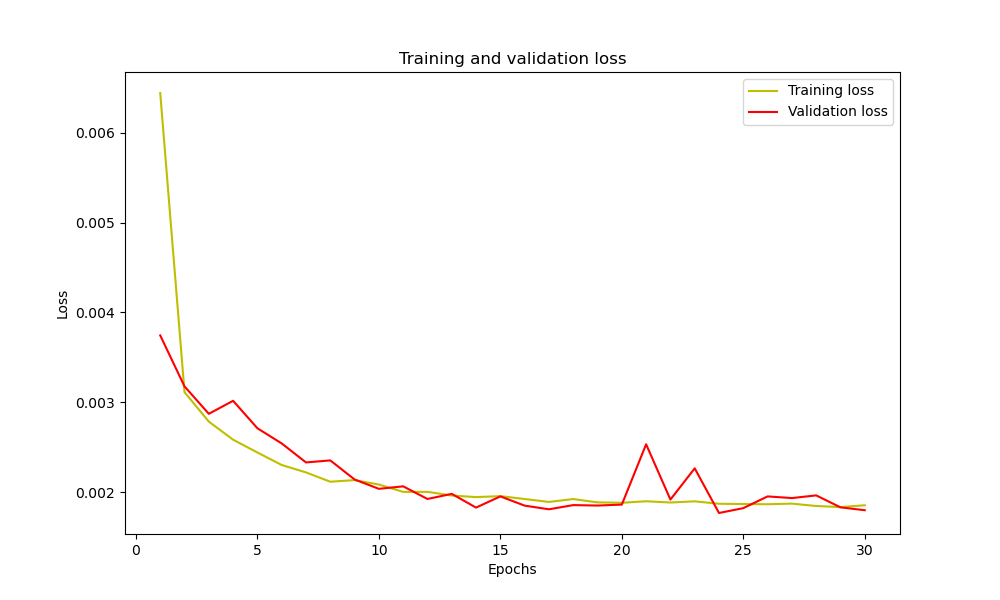 Training and validation loss
Training loss
Validation loss
0.006
0.005
0.004
0.003
0.002
Loss
0
5
10
15
20
25
30
Epochs